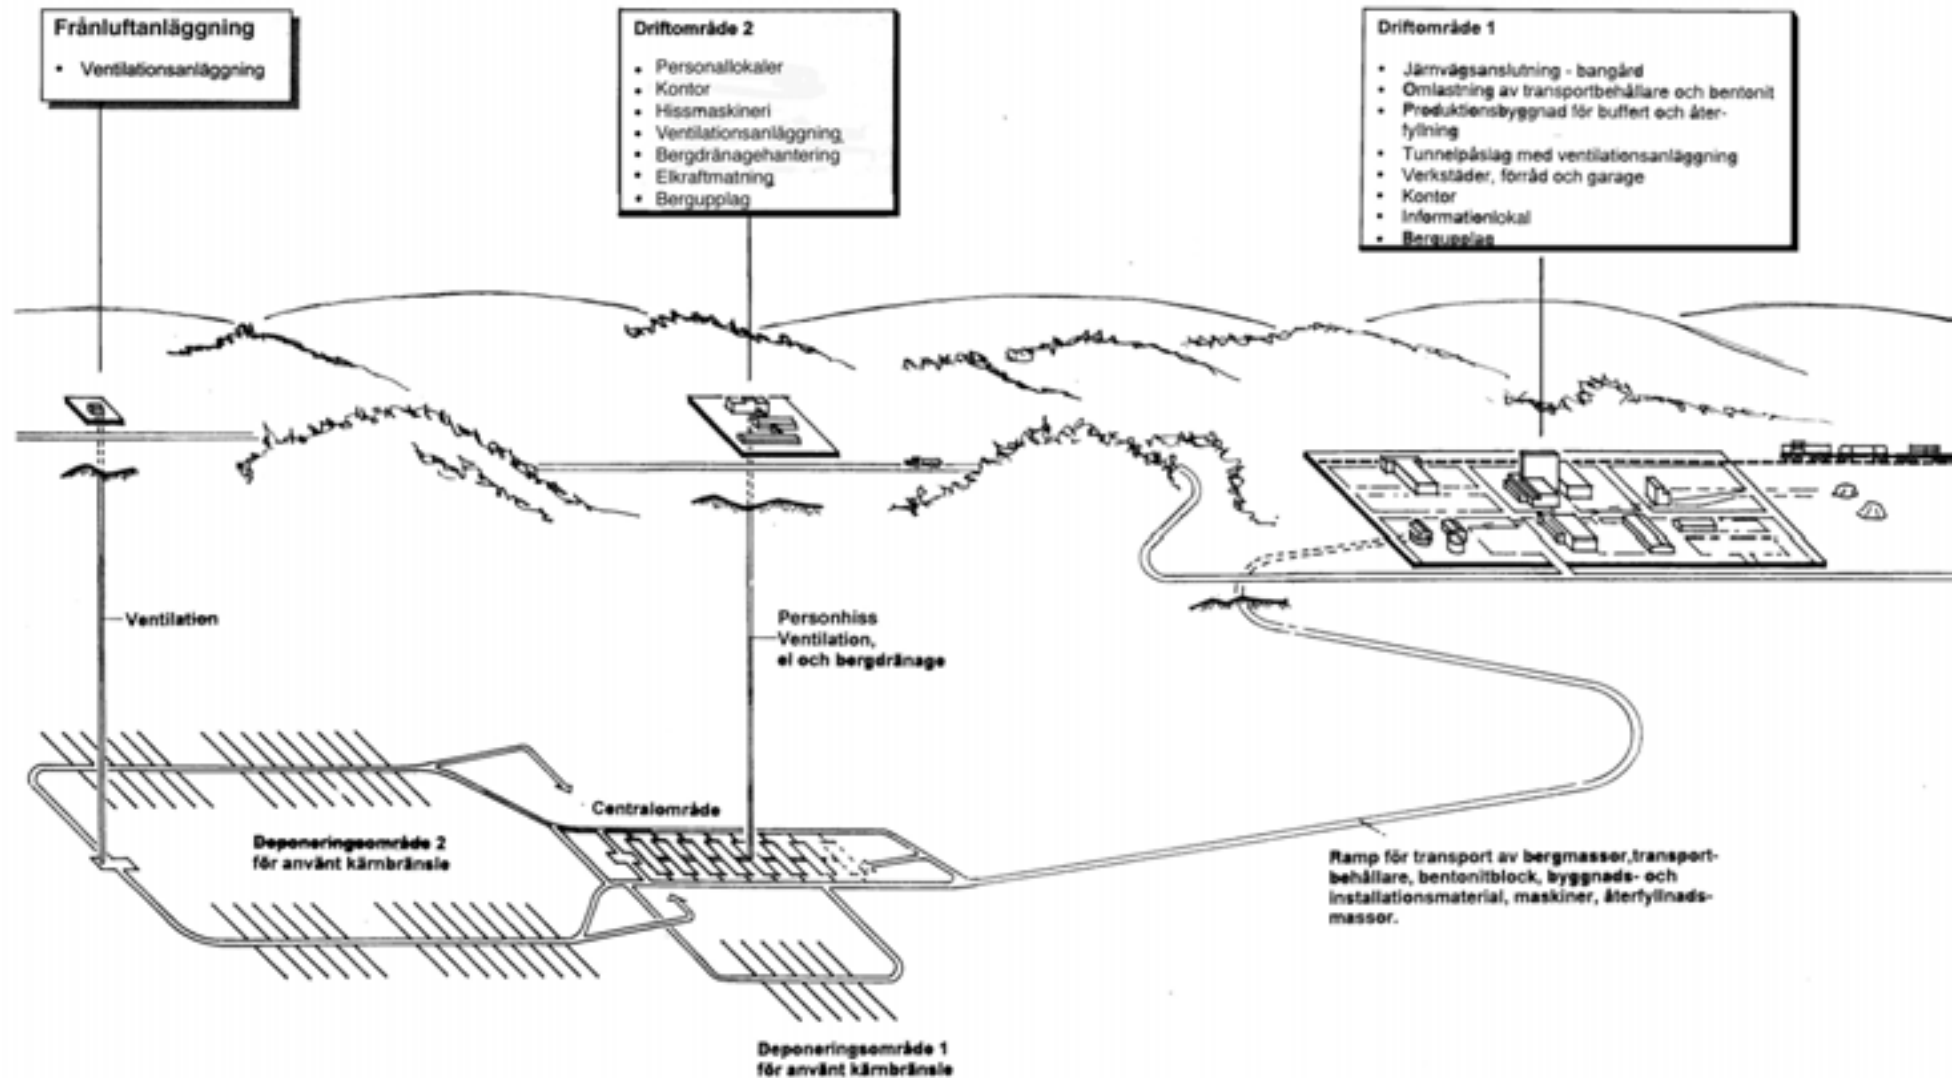 Frånluftanläggning
• Ventilationsanläggning
Driftområde 2
• Personallokaler
• Kontor
• Hissmaskineri
• Ventilationsanläggning
• Bergdränagehantering
• Elkraftmatning
• Bergupplag
Driftområde 1
• Järnvägsanslutning - bangård
• Omlastning av transportbehållare och bentonit
• Produktionsbyggnad för buffert och åter-
fyllning
• Tunnelpåslag med ventilationsanläggning
• Verkstäder, förråd och garage
• Kontor
• Informationlokal
• Bergupplag
Ventilation
Personhiss
Ventilation,
el och bergdränage
Centralområde
Deponeringsområde 2
för använt kärnbränsle
Ramp för transport av bergmassor,transport-
behållare, bentonitblock, byggnads- och
installationsmaterial, maskiner, återfyllnads-
massor.
Deponeringsområde 1
för använt kärnbränsle